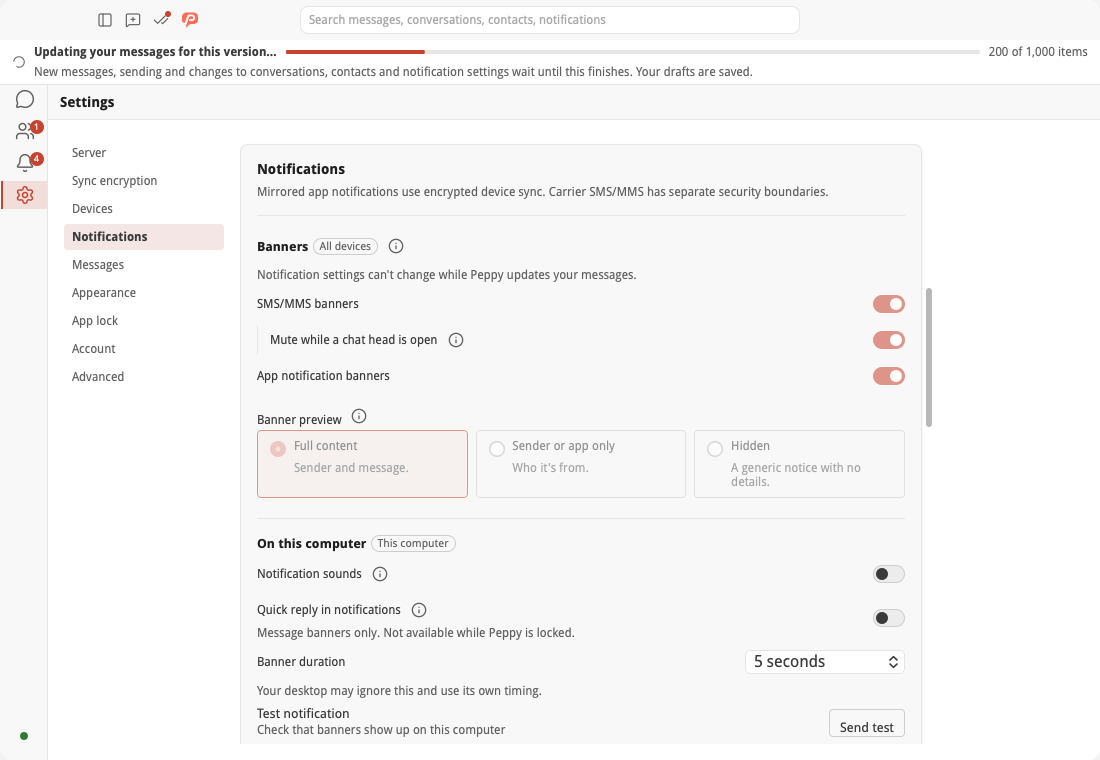 Search messages, conversations, contacts, notifications
Updating your messages for this version...
200 of 1,000 items
New messages, sending and changes to conversations, contacts and notification settings wait until this finishes. Your drafts are saved.
Settings
1
4
Server
Sync encryption
Devices
Notifications
Messages
Appearance
App lock
Account
Advanced
Notifications
Mirrored app notifications use encrypted device sync. Carrier SMS/MMS has separate security boundaries.
Banners All devices
Notification settings can't change while Peppy updates your messages.
SMS/MMS banners
Mute while a chat head is open
App notification banners
Banner preview
Full content
Sender and message.
Sender or app only
Who it's from.
Hidden
A generic notice with no
details.
On this computer This computer
Notification sounds
Quick reply in notifications
Message banners only. Not available while Peppy is locked.
Banner duration
5 seconds
Your desktop may ignore this and use its own timing.
Test notification
Check that banners show up on this computer
Send test